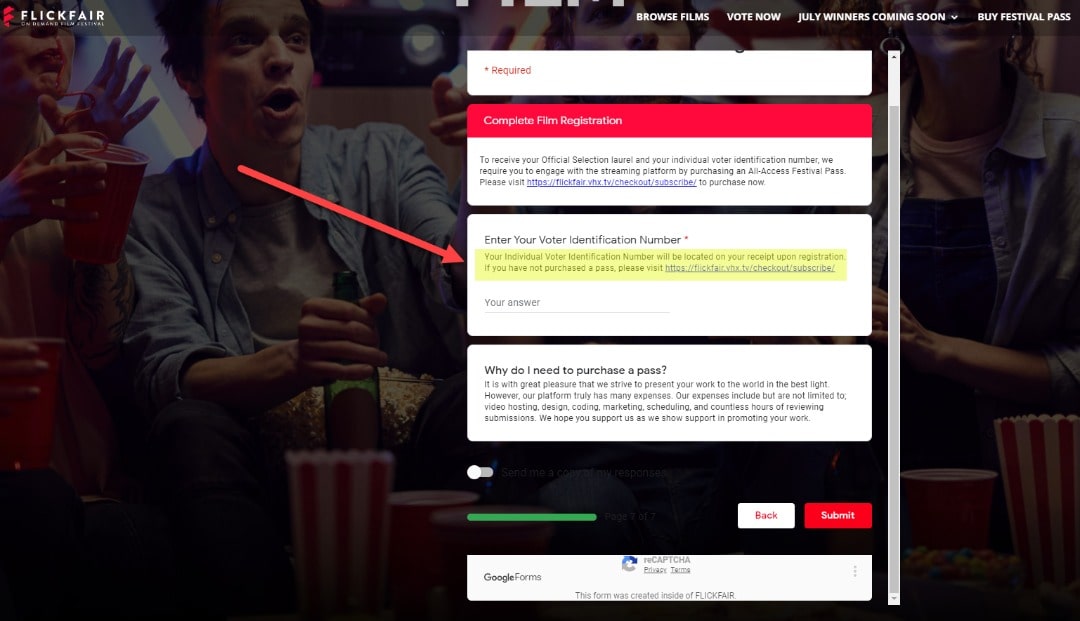 FLICKFAIR
ON DEMAND FILM FESTIVAL
BROWSE FILMS VOTE NOW JULY WINNERS COMING SOON BUY FESTIVAL PASS
* Required
Complete Film Registration
To receive your Official Selection laurel and your individual voter identification number, we
require you to engage with the streaming platform by purchasing an All-Access Festival Pass.
Please visit https://flickfair.vhx.tv/checkout/subscribe/ to purchase now.
Enter Your Voter Identification Number *
Your Individual Voter Identification Number will be located on your receipt upon registration.
If you have not purchased a pass, please visit https://flickfair.vhx.tv/checkout/subscribe/
Your answer
Why do I need to purchase a pass?
It is with great pleasure that we strive to present your work to the world in the best light.
However, our platform truly has many expenses. Our expenses include but are not limited to;
video hosting, design, coding, marketing, scheduling, and countless hours of reviewing
submissions. We hope you support us as we show support in promoting your work.
Send me a copy of my responses.
Page 7 of 7
Back
Submit
reCAPTCHA
Privacy Terms
Google Forms
This form was created inside of FLICKFAIR.